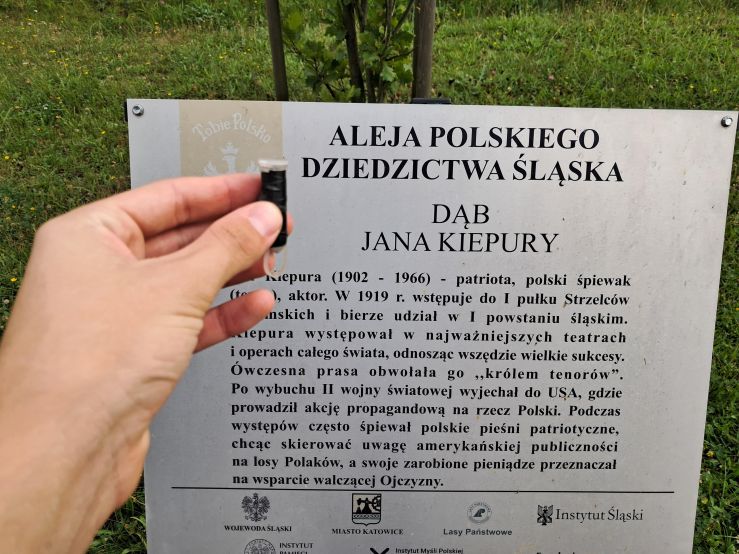 Tobie Polsko
ALEJA POLSKIEGO
DZIEDZICTWA ŚLĄSKA
DĄB
JANA KIEPURY
Kiepura (1902 - 1966) - patriota, polski śpiewak
aktor. W 1919 r. wstępuje do I pułku Strzelców
i bierze udział w I powstaniu śląskim.
Kiepura występował w najważniejszych teatrach
i operach całego świata, odnosząc wszędzie wielkie sukcesy.
Ówczesna prasa obwołała go ,,królem tenorów”.
Po wybuchu II wojny światowej wyjechał do USA, gdzie
prowadził akcję propagandową na rzecz Polski. Podczas
występów często śpiewał polskie pieśni patriotyczne,
chcąc skierować uwagę amerykańskiej publiczności
na losy Polaków, a swoje zarobione pieniądze przeznaczał
na wsparcie walczącej Ojczyzny.
WOJEWODA ŚLĄSKI
MIASTO KATOWICE
Lasy Państwowe
Instytut Śląski
INSTYTUT
PAMIĘCI
Instytut Myśli Polskiej